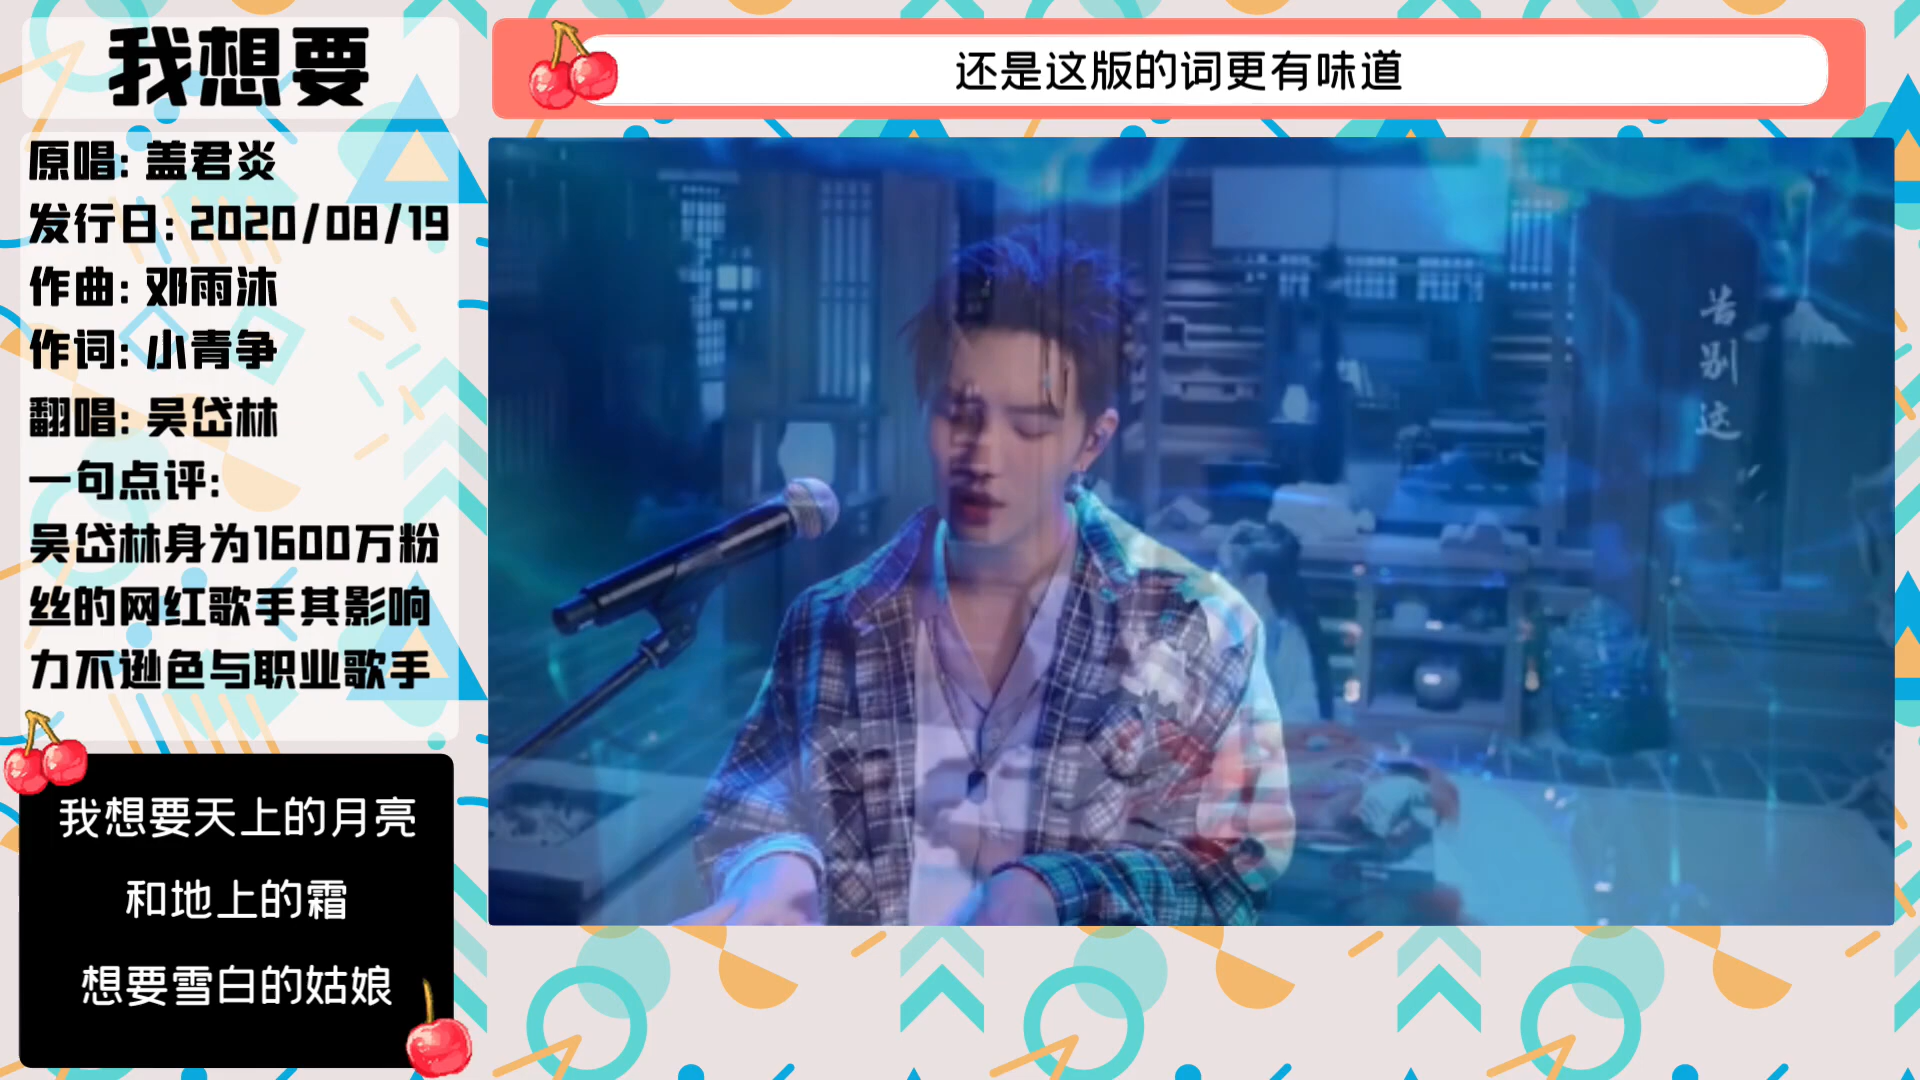 我想要
原唱: 盖君炎
发行日: 2020/08/19
作曲: 邓雨沐
作词: 小青争
翻唱: 吴岱林
一句点评:
吴岱林身为1600万粉
丝的网红歌手其影响
力不逊色与职业歌手
我想要天上的月亮
和地上的霜
想要雪白的姑娘
还是这版的词更有味道
苦别这